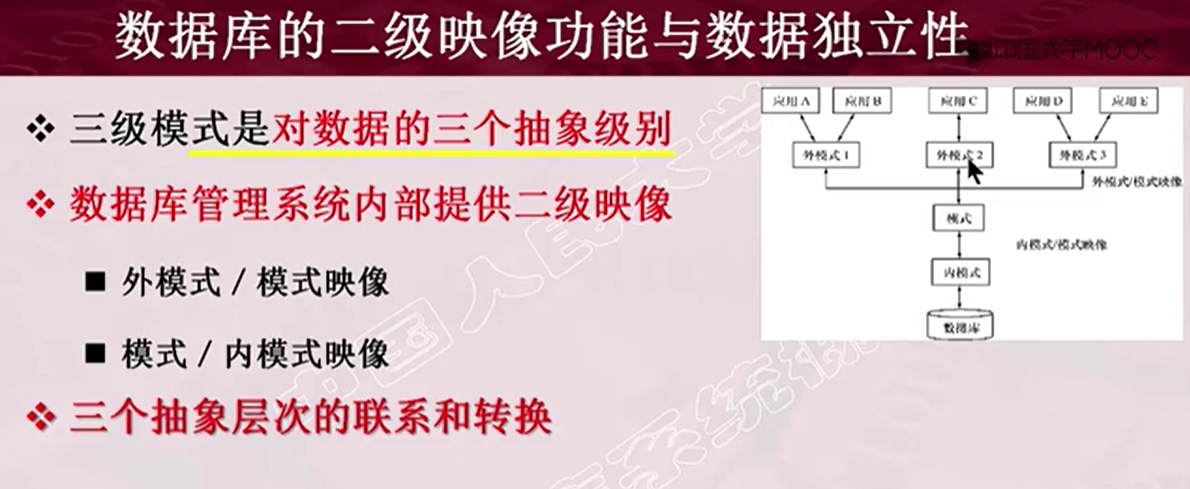 数据库的二级映像功能与数据独立性
中国大学MOOC
三级模式是对数据的三个抽象级别
数据库管理系统内部提供二级映像
外模式 / 模式映像
模式 / 内模式映像
三个抽象层次的联系和转换
应用 A 应用 B 应用 C 应用 D 应用 E
外模式 1 外模式 2 外模式 3
外模式/模式映像
模式
内模式/模式映像
内模式
数据库
中国人民大学